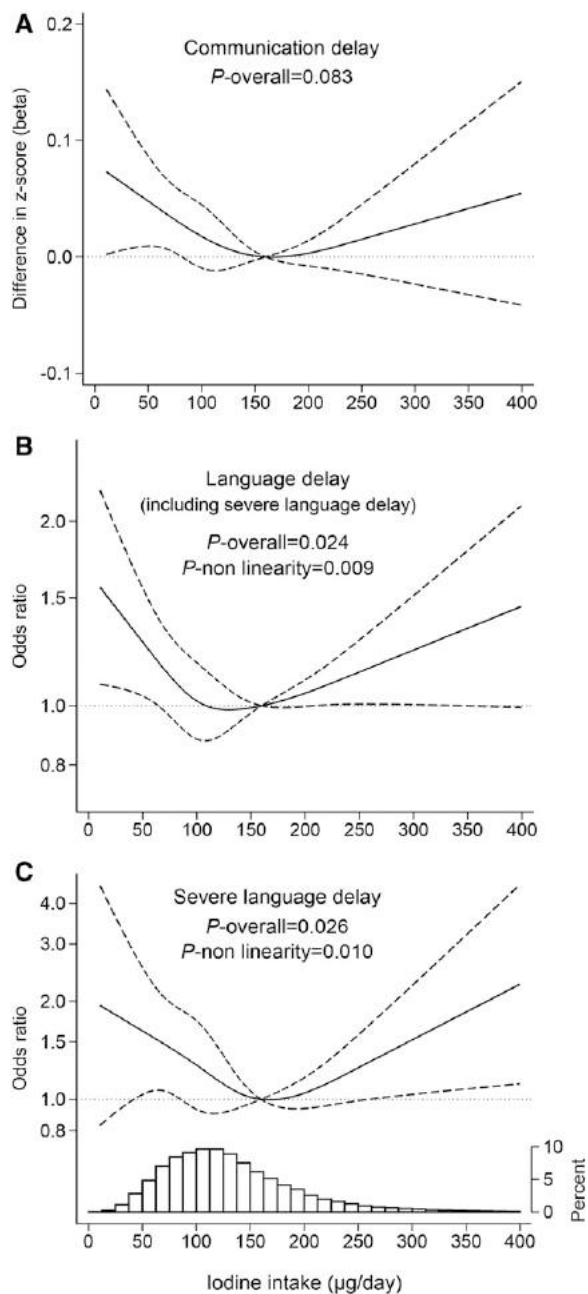 A
0.2
Communication delay
P-overall=0.083
0.1
0.0
-0.1
Difference in z-score (beta)
0 50 100 150 200 250 300 350 400
B
Language delay
(including severe language delay)
2.0
P-overall=0.024
P-non linearity=0.009
1.5
1.0
0.8
Odds ratio
0 50 100 150 200 250 300 350 400
C
Severe language delay
4.0
P-overall=0.026
3.0
P-non linearity=0.010
2.0
1.5
1.0
0.8
Odds ratio
10
5
0
Percent
0 50 100 150 200 250 300 350 400
Iodine intake (μg/day)